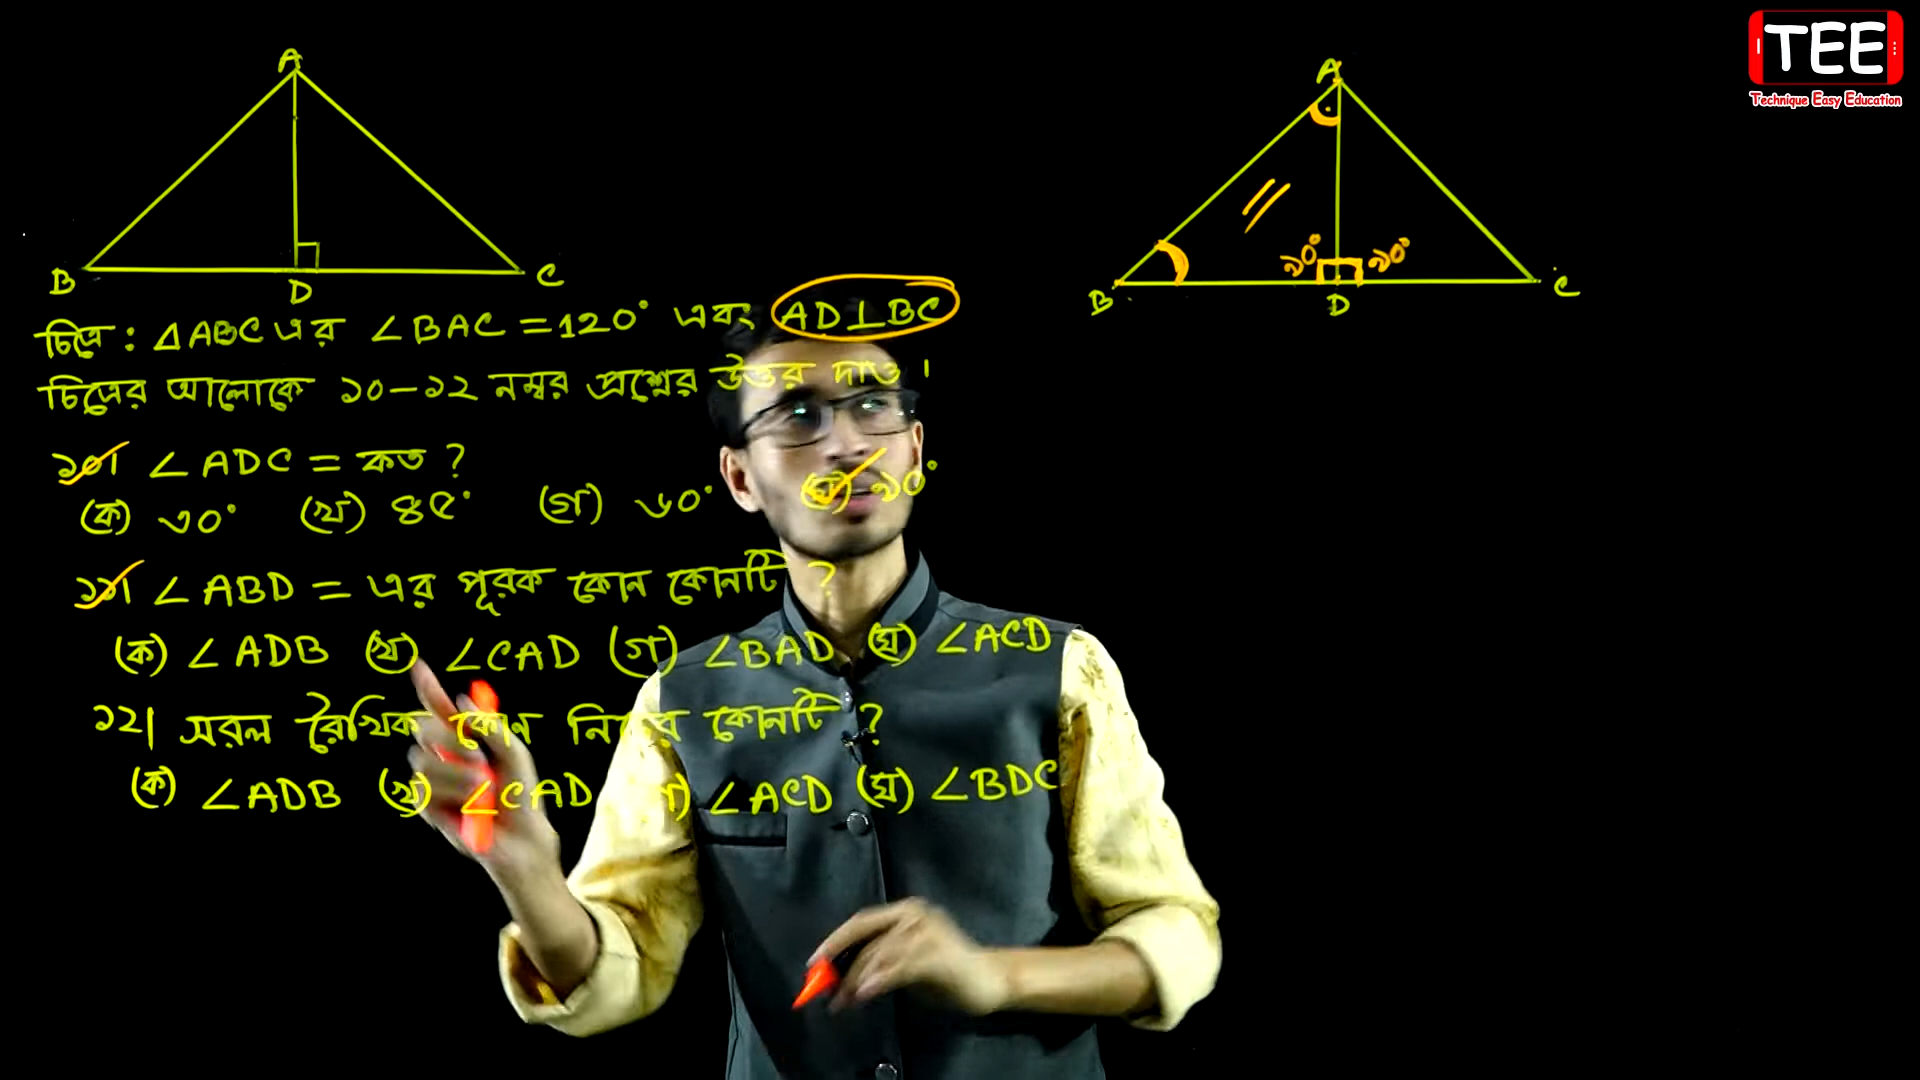 TEE
Technique Easy Education
A
B
D
C
A
৯০° ৯০°
B
D
C
চিত্রে : △ABC এর ∠BAC = 120° এবং AD⊥BC
চিত্রের আলোকে ১০-১২ নম্বর প্রশ্নের উত্তর দাও ।
১০। ∠ADC = কত ?
(ক) ৩০° (খ) ৪৫° (গ) ৬০° (ঘ) ৯০°
১১। ∠ABD = এর পূরক কোন কোনটি ?
(ক) ∠ADB (খ) ∠CAD (গ) ∠BAD (ঘ) ∠ACD
১২। সরল রৈখিক কোন নিচের কোনটি ?
(ক) ∠ADB (খ) ∠CAD (গ) ∠ACD (ঘ) ∠BDC